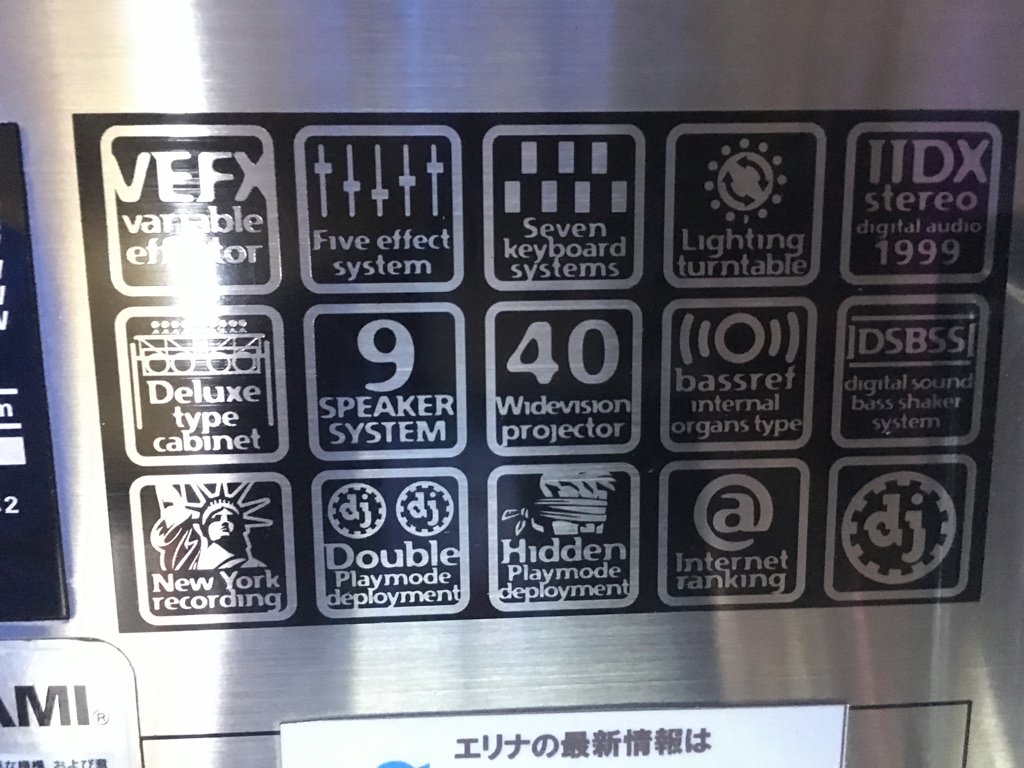 VEFX
variable
effector
Five effect
system
Seven
keyboard
systems
Lighting
turntable
IIDX
stereo
digital audio
1999
Deluxe
type
cabinet
9
SPEAKER
SYSTEM
40
Widevision
projector
bassref
internal
organs type
DSBSS
digital sound
bass shaker
system
New York
recording
dj dj
Double
Playmode
deployment
Hidden
Playmode
deployment
@
Internet
ranking
dj
m
2
AMI®
エリナの最新情報は